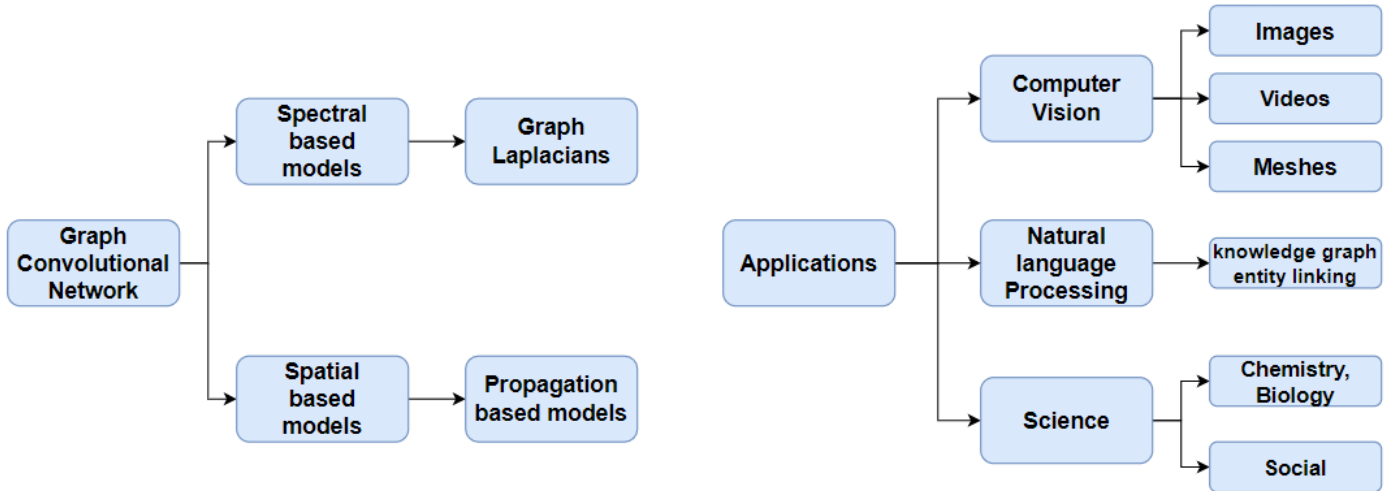 Graph
Convolutional
Network
Spectral
based
models
Graph
Laplacians
Spatial
based
models
Propagation
based models
Applications
Computer
Vision
Images
Videos
Meshes
Natural
language
Processing
knowledge graph
entity linking
Science
Chemistry,
Biology
Social